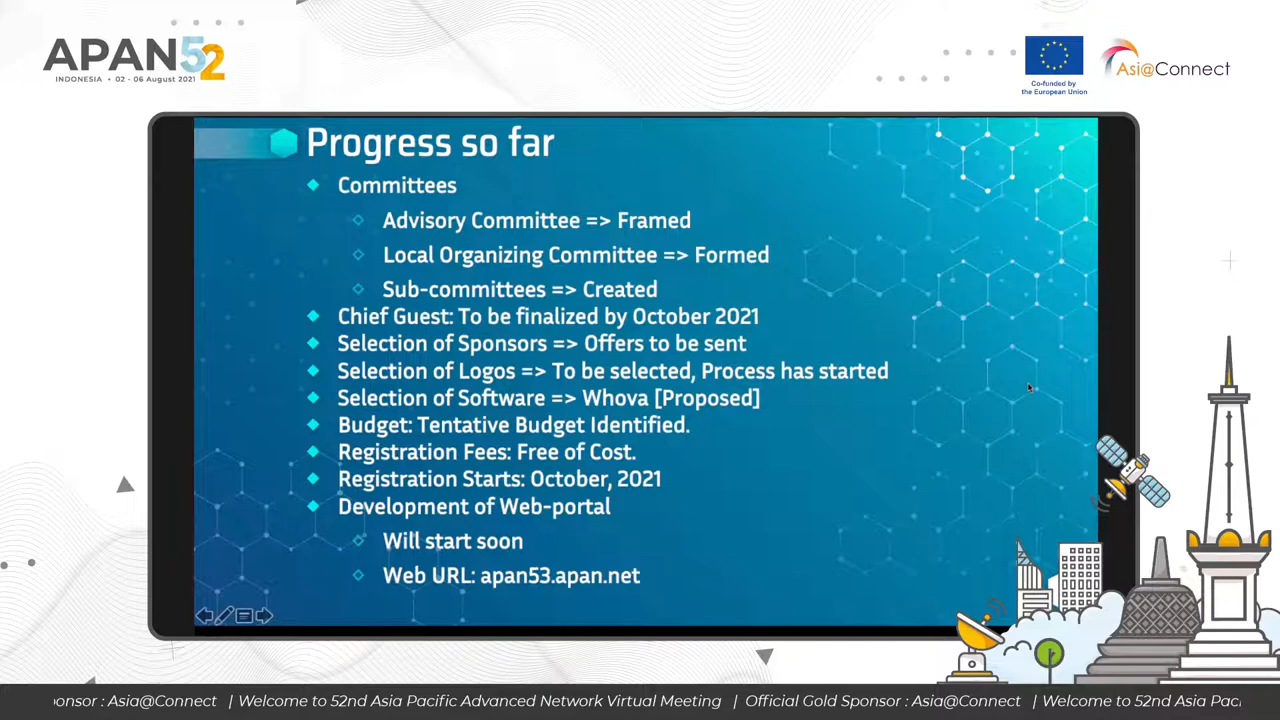 APAN52
INDONESIA • 02 - 06 August 2021
Co-funded by
the European Union
Asi@Connect
Progress so far
Committees
Advisory Committee => Framed
Local Organizing Committee => Formed
Sub-committees => Created
Chief Guest: To be finalized by October 2021
Selection of Sponsors => Offers to be sent
Selection of Logos => To be selected, Process has started
Selection of Software => Whova [Proposed]
Budget: Tentative Budget Identified.
Registration Fees: Free of Cost.
Registration Starts: October, 2021
Development of Web-portal
Will start soon
Web URL: apan53.apan.net
onsor : Asi@Connect | Welcome to 52nd Asia Pacific Advanced Network Virtual Meeting | Official Gold Sponsor : Asi@Connect | Welcome to 52nd Asia Paci